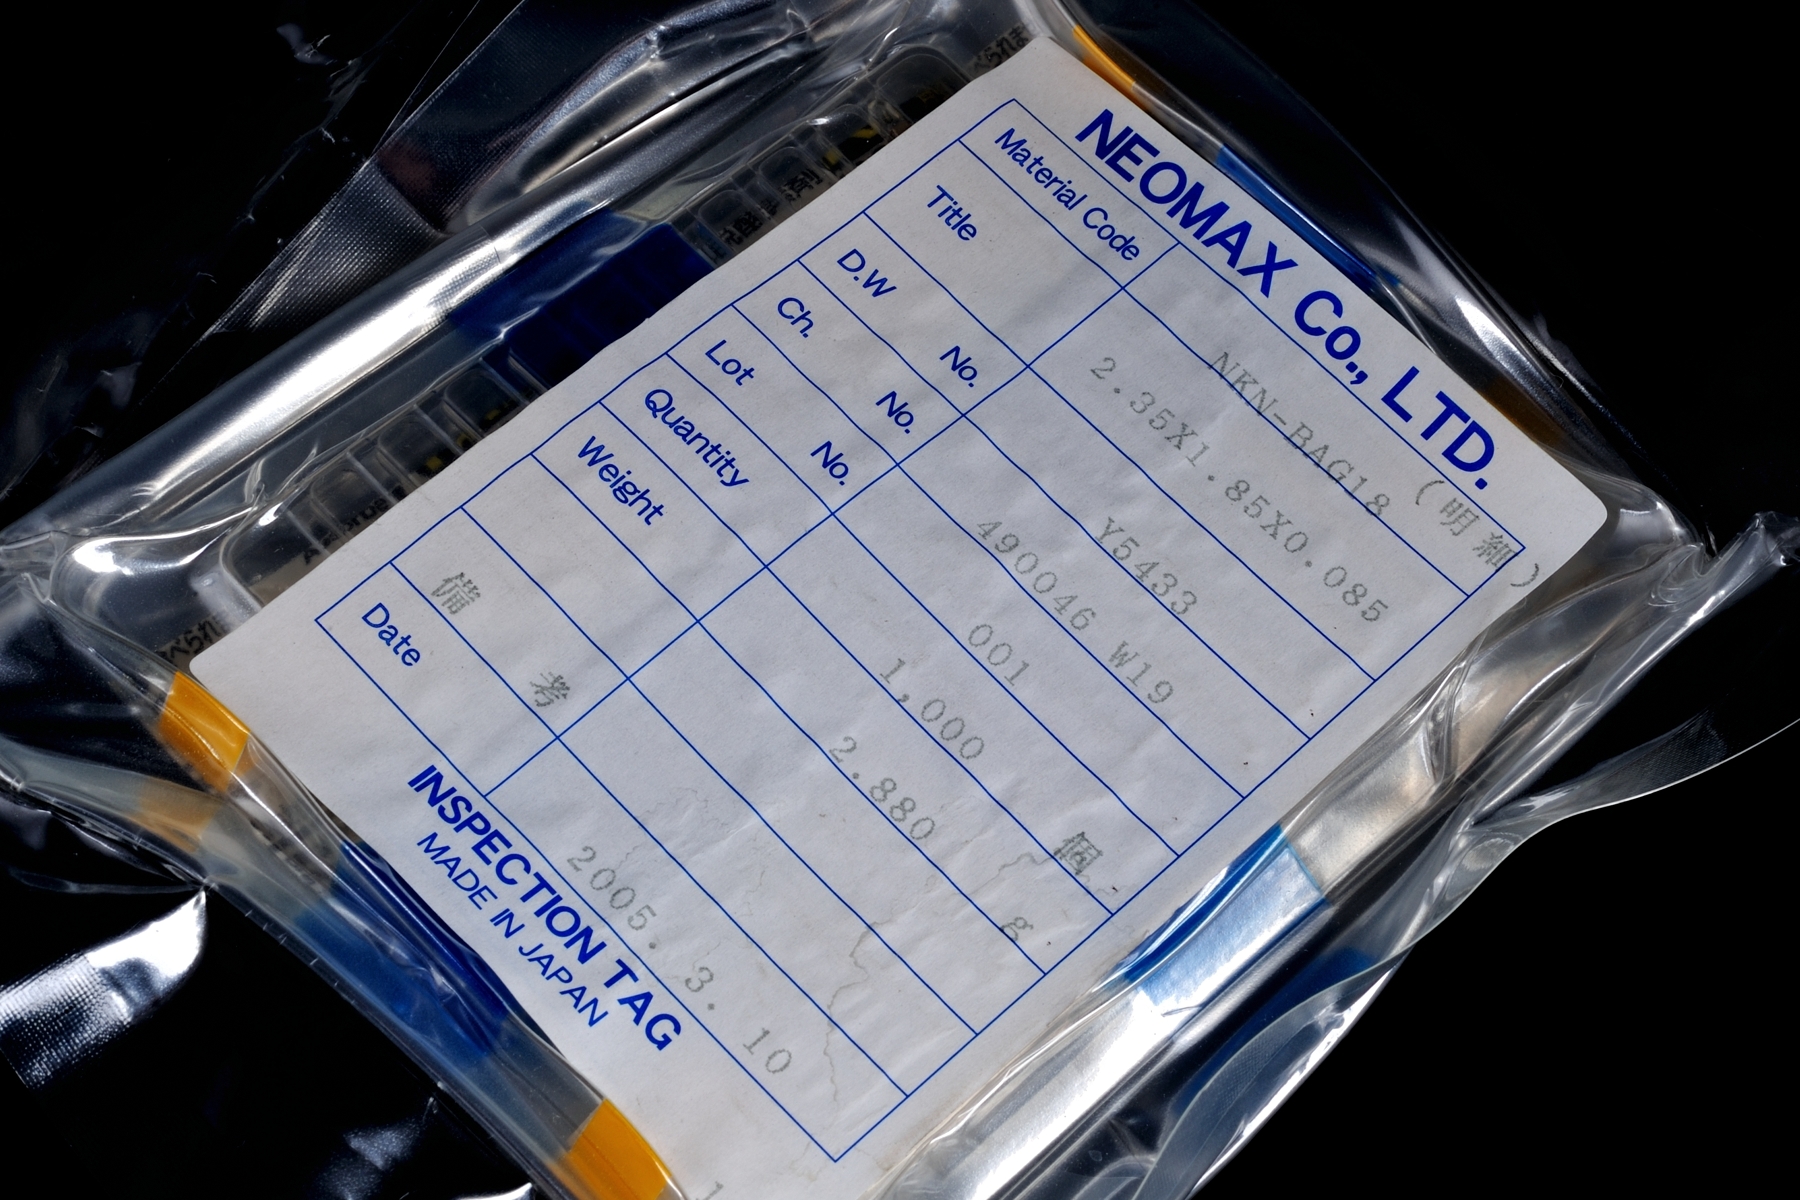 NEOMAX Co., LTD.
Material Code NKN-BAG18 (明細)
Title 2.35X1.85X0.085
D.W No. Y5433
Ch. No. 490046 W19
Lot No. 001
Quantity 1,000 個
Weight 2.880 g
備考
Date 2005. 3. 10
INSPECTION TAG
MADE IN JAPAN